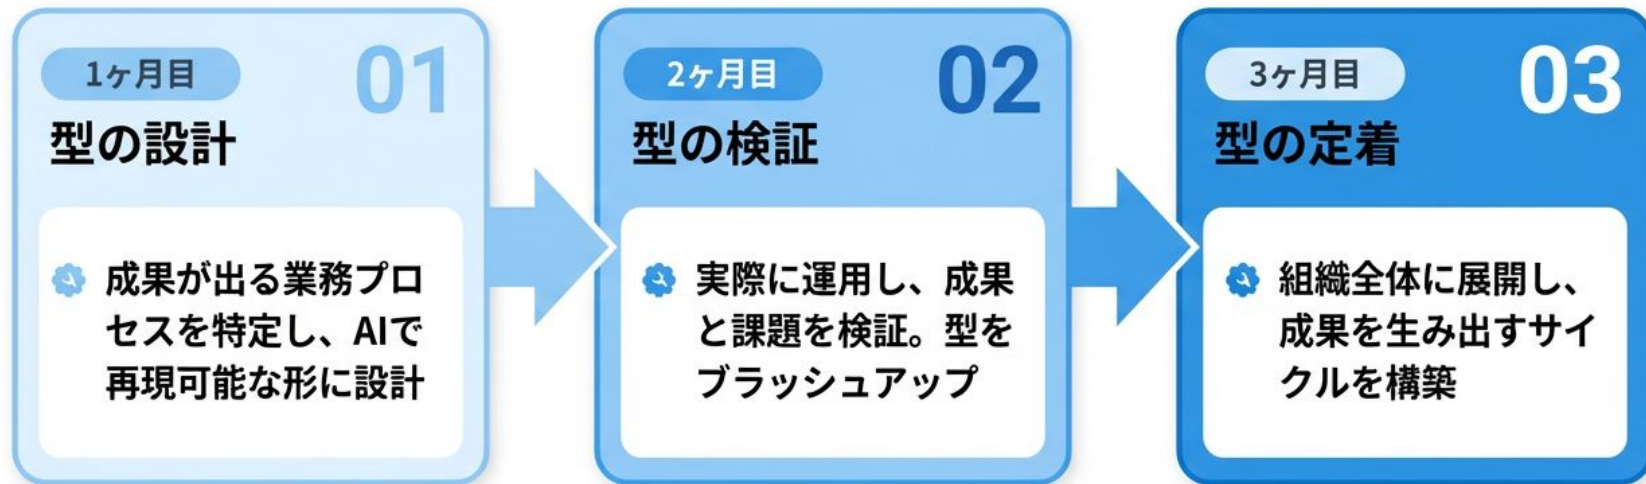 1ヶ月目
01
型の設計
成果が出る業務プロ
セスを特定し、AIで
再現可能な形に設計
2ヶ月目
02
型の検証
実際に運用し、成果
と課題を検証。型を
ブラッシュアップ
3ヶ月目
03
型の定着
組織全体に展開し、
成果を生み出すサイ
クルを構築